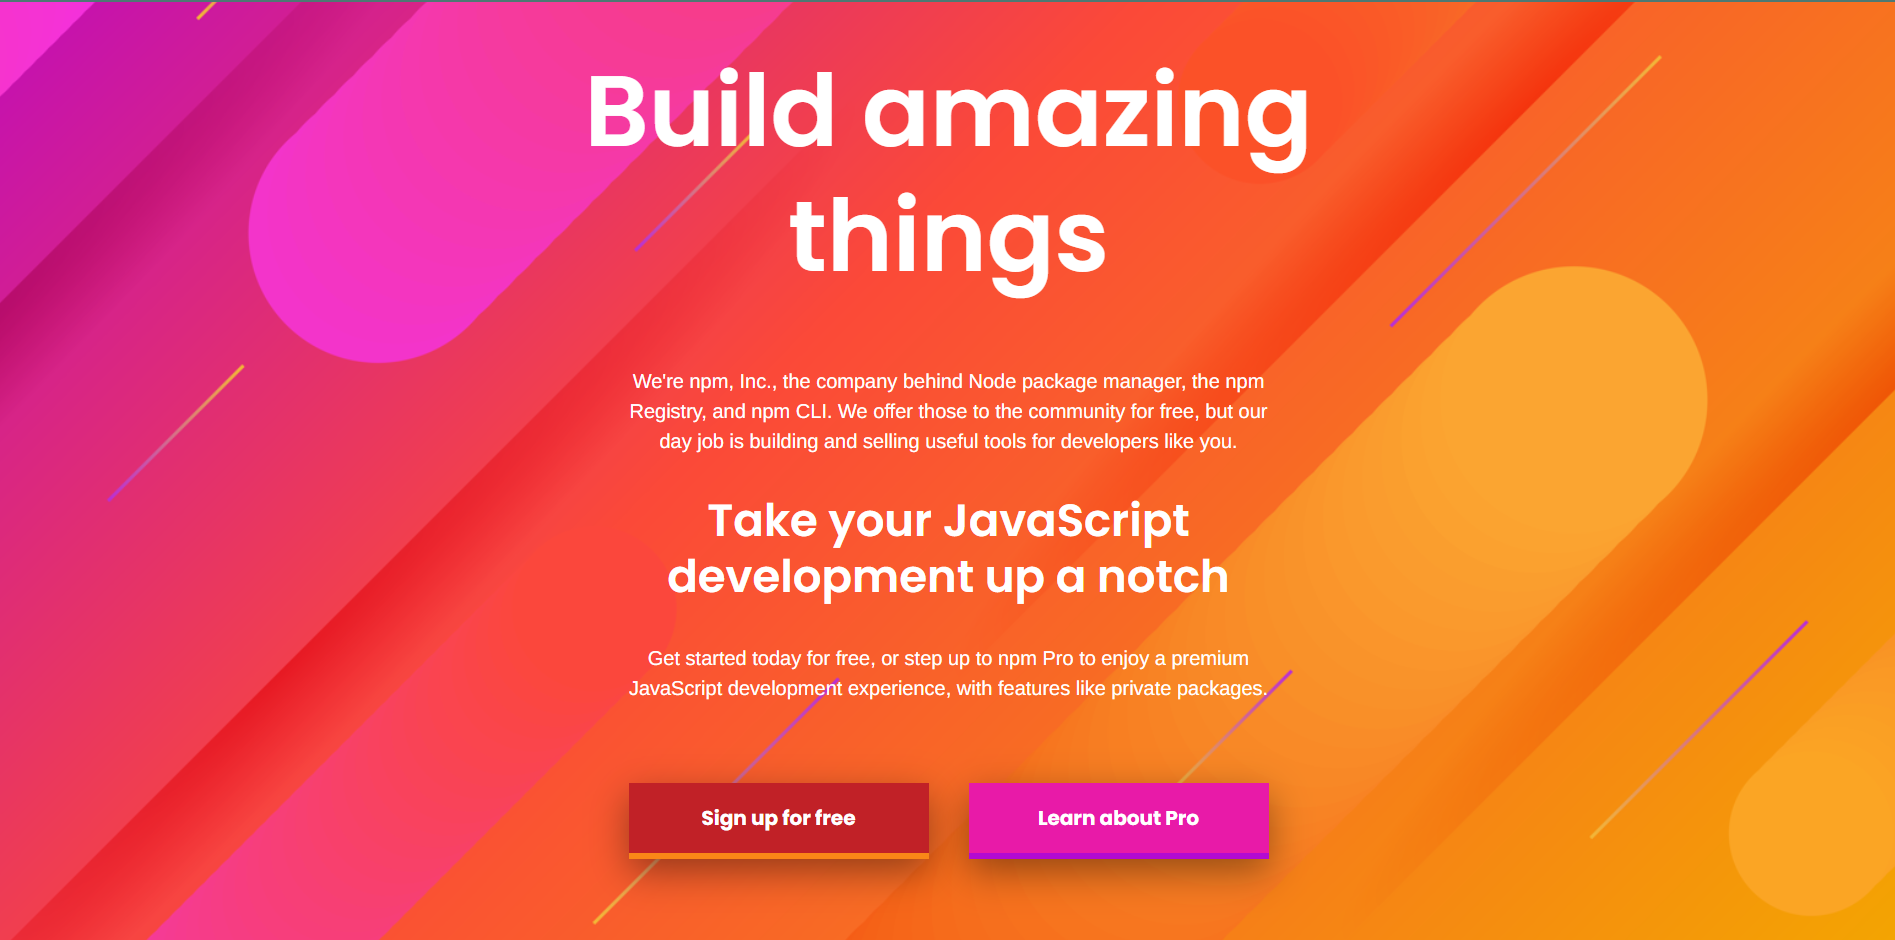 Build amazing
things
We're npm, Inc., the company behind Node package manager, the npm
Registry, and npm CLI. We offer those to the community for free, but our
day job is building and selling useful tools for developers like you.
Take your JavaScript
development up a notch
Get started today for free, or step up to npm Pro to enjoy a premium
JavaScript development experience, with features like private packages.
Sign up for free
Learn about Pro